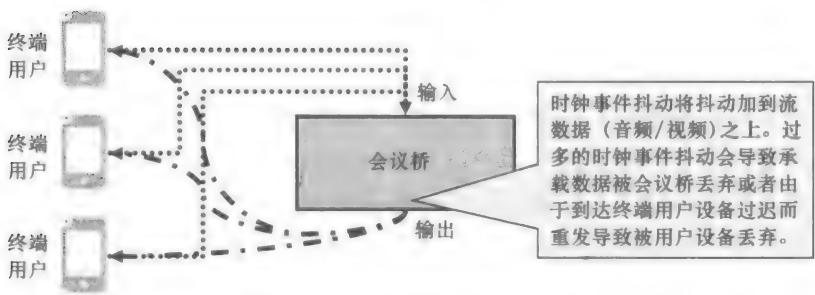 终端
用户
输入
终端
用户
会议桥
时钟事件抖动将抖动加到流
数据（音频/视频)之上。过
多的时钟事件抖动会导致承
载数据被会议桥丢弃或者由
于到达终端用户设备过迟而
重发导致被用户设备丢弃。
终端
用户
输出